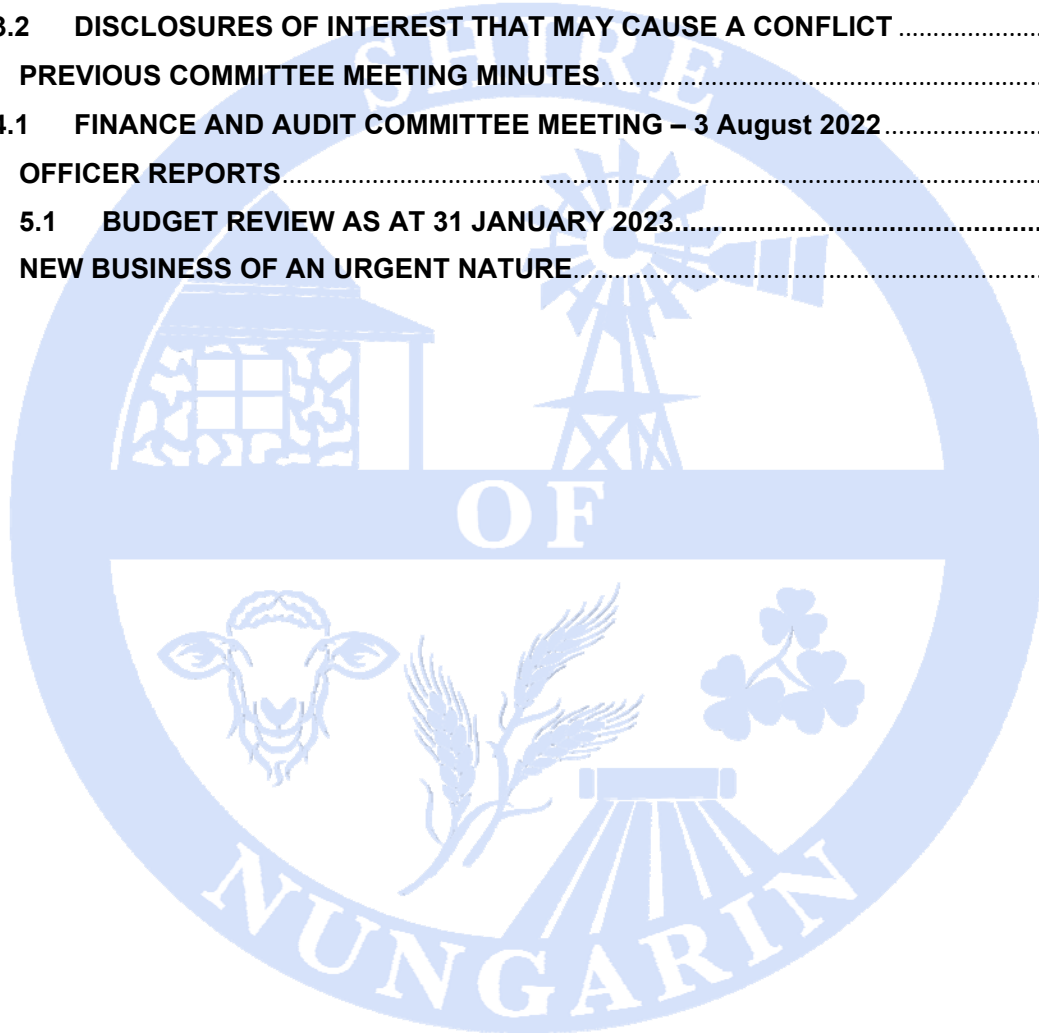 3.2 DISCLOSURES OF INTEREST THAT MAY CAUSE A CONFLICT
PREVIOUS COMMITTEE MEETING MINUTES
4.1 FINANCE AND AUDIT COMMITTEE MEETING – 3 August 2022
OFFICER REPORTS
5.1 BUDGET REVIEW AS AT 31 JANUARY 2023
NEW BUSINESS OF AN URGENT NATURE
SHIRE
OF
NUNGARIN